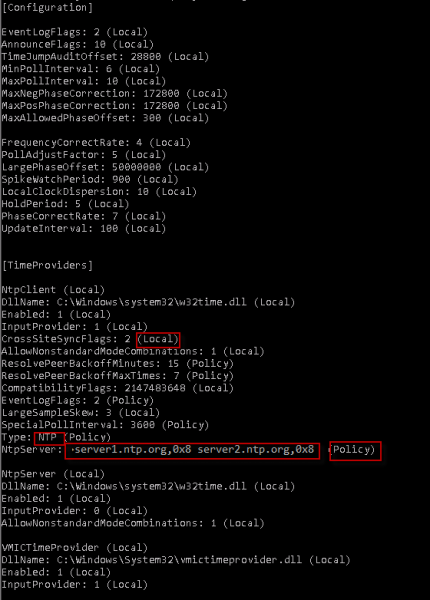 [Configuration]
EventLogFlags: 2 (Local)
AnnounceFlags: 10 (Local)
TimeJumpAuditOffset: 28800 (Local)
MinPollInterval: 6 (Local)
MaxPollInterval: 10 (Local)
MaxNegPhaseCorrection: 172800 (Local)
MaxPosPhaseCorrection: 172800 (Local)
MaxAllowedPhaseOffset: 300 (Local)
FrequencyCorrectRate: 4 (Local)
PollAdjustFactor: 5 (Local)
LargePhaseOffset: 50000000 (Local)
SpikeWatchPeriod: 900 (Local)
LocalClockDispersion: 10 (Local)
HoldPeriod: 5 (Local)
PhaseCorrectRate: 7 (Local)
UpdateInterval: 100 (Local)
[TimeProviders]
NtpClient (Local)
DllName: C:\Windows\system32\w32time.dll (Local)
Enabled: 1 (Local)
InputProvider: 1 (Local)
CrossSiteSyncFlags: 2 (Local)
AllowNonstandardModeCombinations: 1 (Local)
ResolvePeerBackoffMinutes: 15 (Policy)
ResolvePeerBackoffMaxTimes: 7 (Policy)
CompatibilityFlags: 2147483648 (Local)
EventLogFlags: 2 (Policy)
LargeSampleSkew: 3 (Local)
SpecialPollInterval: 3600 (Policy)
Type: NTP (Policy)
NtpServer: server1.ntp.org,0x8 server2.ntp.org,0x8 (Policy)
NtpServer (Local)
DllName: C:\Windows\system32\w32time.dll (Local)
Enabled: 1 (Local)
InputProvider: 0 (Local)
AllowNonstandardModeCombinations: 1 (Local)
VMICTimeProvider (Local)
DllName: C:\Windows\System32\vmictimeprovider.dll (Local)
Enabled: 1 (Local)
InputProvider: 1 (Local)